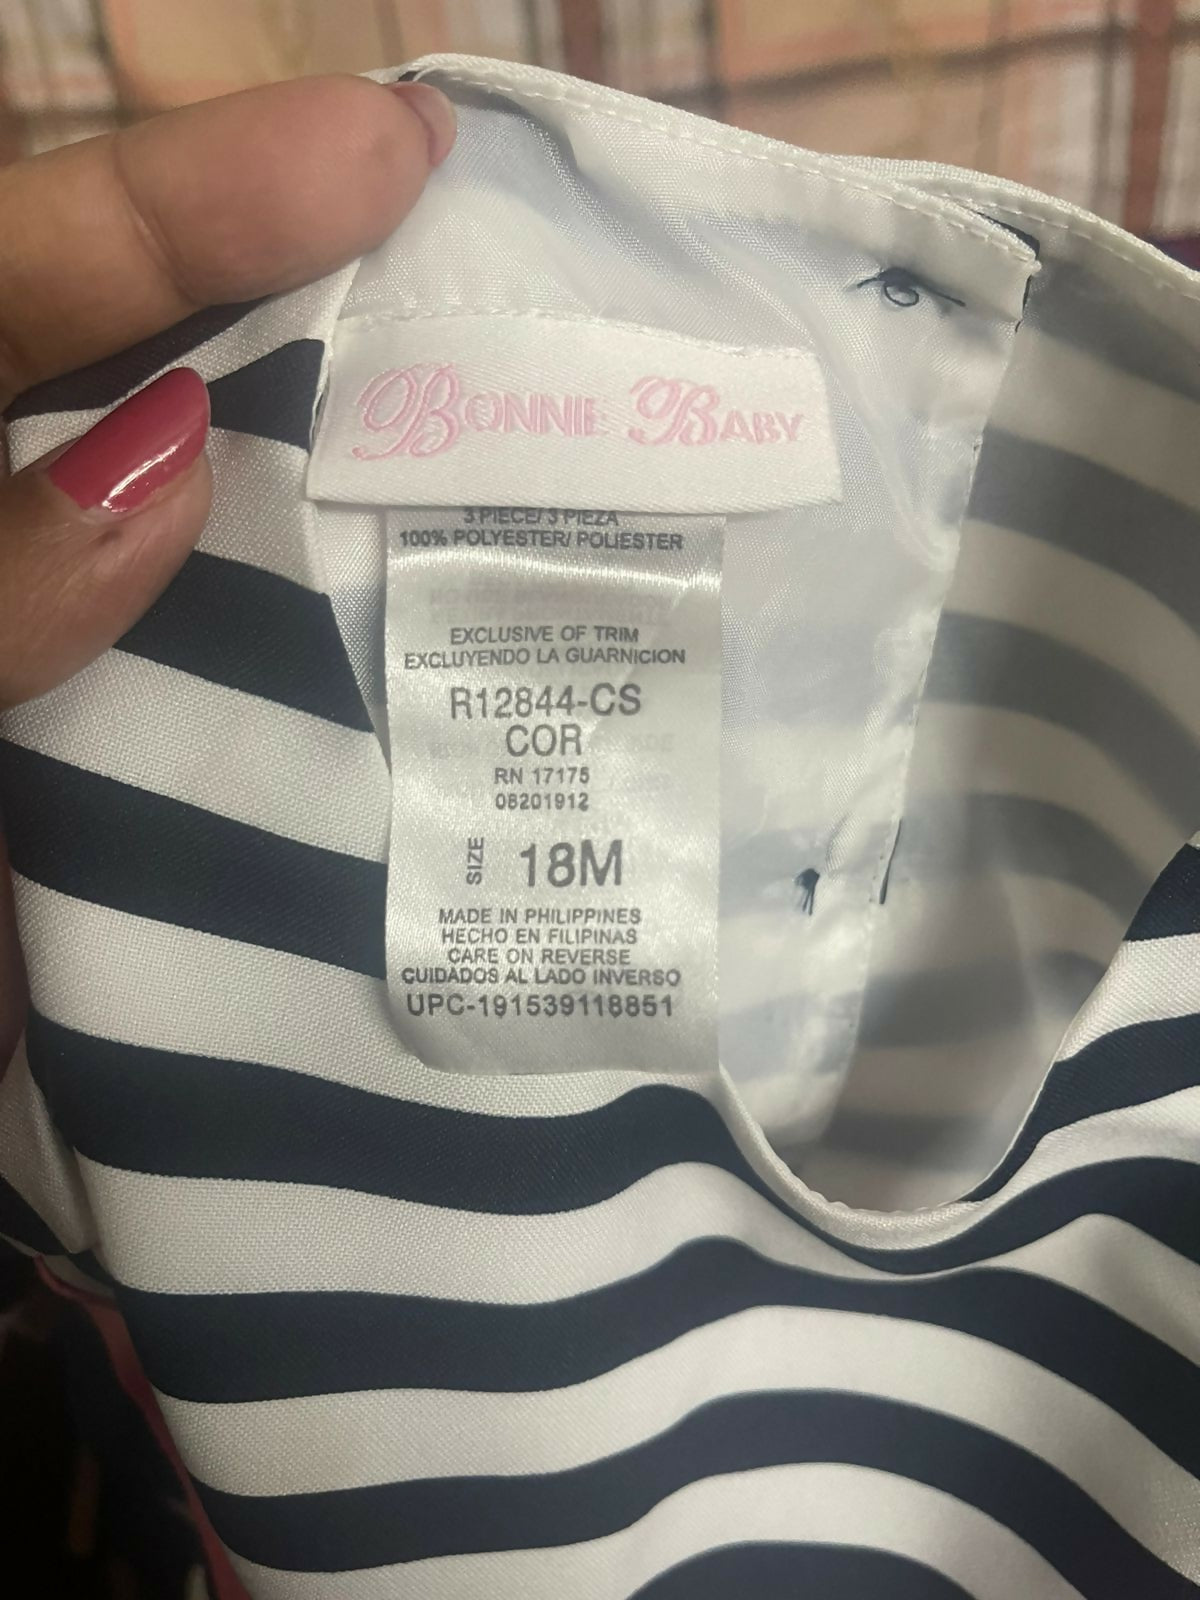 BONNIE BABY
3 PIECE/ 3 PIEZA
100% POLYESTER/ POLIESTER
EXCLUSIVE OF TRIM
EXCLUYENDO LA GUARNICION
R12844-CS
COR
RN 17175
08201912
SIZE 18M
MADE IN PHILIPPINES
HECHO EN FILIPINAS
CARE ON REVERSE
CUIDADOS AL LADO INVERSO
UPC-191539118851